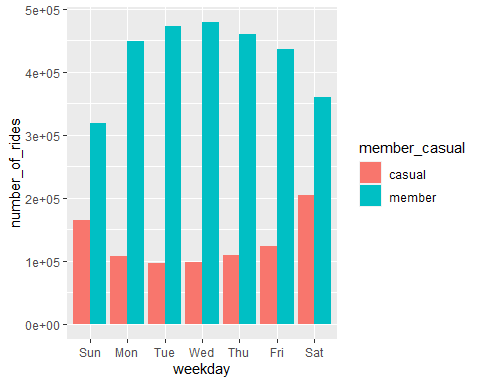 5e+05
4e+05
3e+05
2e+05
1e+05
0e+00
number_of_rides
Sun Mon Tue Wed Thu Fri Sat
weekday
member_casual
casual
member